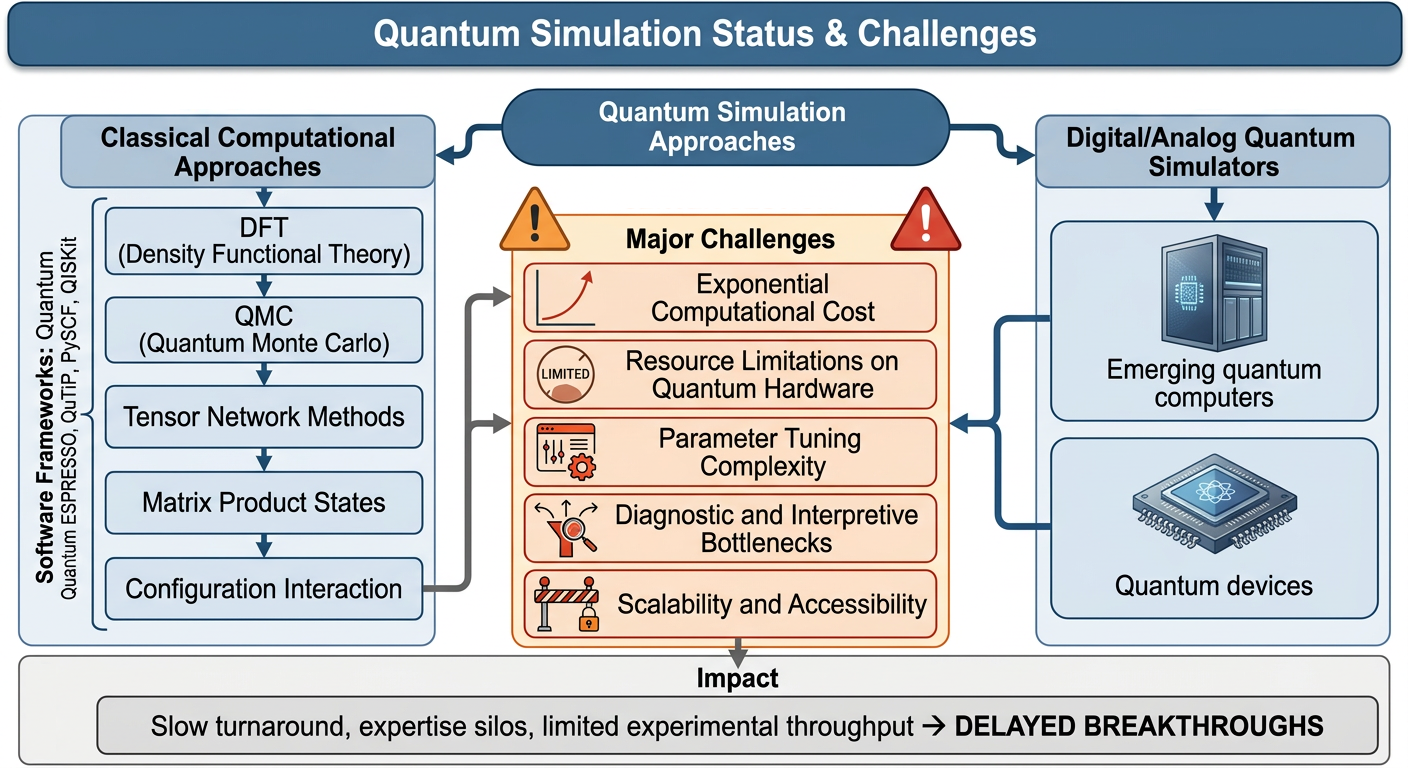 Quantum Simulation Status & Challenges
Quantum Simulation
Approaches
Classical Computational
Approaches
Software Frameworks: Quantum
Quantum ESPRESSO, QuTiP, PySCF, QISKit
DFT
(Density Functional Theory)
QMC
(Quantum Monte Carlo)
Tensor Network Methods
Matrix Product States
Configuration Interaction
Major Challenges
Exponential
Computational Cost
LIMITED
Resource Limitations on
Quantum Hardware
Parameter Tuning
Complexity
Diagnostic and Interpretive
Bottlenecks
Scalability and Accessibility
Digital/Analog Quantum
Simulators
Emerging quantum
computers
Quantum devices
Impact
Slow turnaround, expertise silos, limited experimental throughput → DELAYED BREAKTHROUGHS